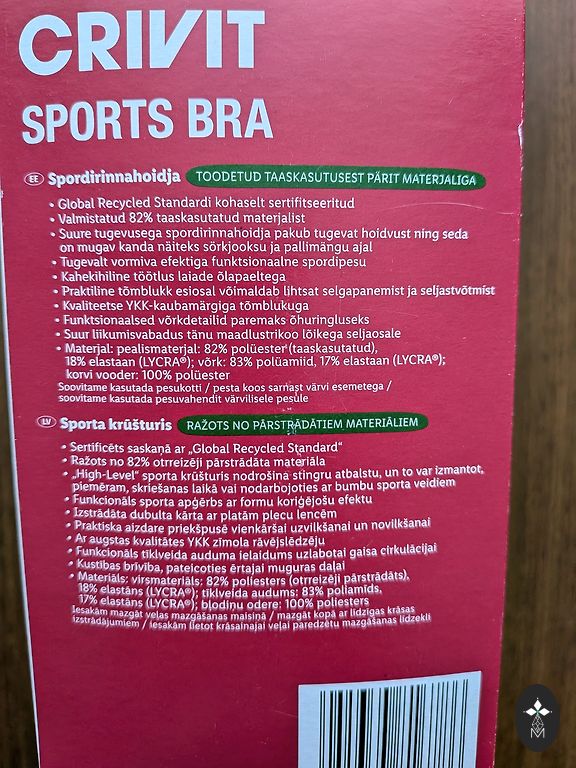 CRIVIT
SPORTS BRA
EE Spordirinnahoidja TOODETUD TAASKASUTUSEST PÄRIT MATERJALIGA
• Global Recycled Standardi kohaselt sertifitseeritud
• Valmistatud 82% taaskasutatud materjalist
• Suure tugevusega spordirinnahoidja pakub tugevat hoidvust ning seda
on mugav kanda näiteks sörkjooksu ja pallimängu ajal
• Tugevalt vormiva efektiga funktsionaalne spordipesu
• Kahekihiline töötlus laiade õlapaeltega
• Praktiline tõmblukk esiosal võimaldab lihtsat selgapanemist ja seljastvõtmist
• Kvaliteetse YKK-kaubamärgiga tõmblukuga
• Funktsionaalsed võrkdetailid paremaks õhuringluseks
• Suur liikumisvabadus tänu maadlustrikoo lõikega seljaosale
• Materjal: pealismaterjal: 82% polüester (taaskasutatud),
18% elastaan (LYCRA®); võrk: 83% polüamiid, 17% elastaan (LYCRA®);
korvi vooder: 100% polüester
Soovitame kasutada pesukotti / pesta koos sarnast värvi esemetega /
soovitame kasutada pesuvahendit värvilisele pesule
LV Sporta krūšturis RAŽOTS NO PĀRSTRĀDĀTIEM MATERIĀLIEM
• Sertificēts saskaņā ar „Global Recycled Standard“
• Ražots no 82% otrreizēji pārstrādāta materiāla
• „High-Level“ sporta krūšturis nodrošina stingru atbalstu, un to var izmantot,
piemēram, skriešanas laikā vai nodarbojoties ar bumbu sporta veidiem
• Funkcionāls sporta apģērbs ar formu koriģējošu efektu
• Izstrādāta dubulta kārta ar platām plecu lencēm
• Praktiska aizdare priekšpusē vienkāršai uzvilkšanai un novilkšanai
• Ar augstas kvalitātes YKK zīmola rāvējslēdzēju
• Funkcionāls tīklveida auduma ielaidums uzlabotai gaisa cirkulācijai
• Kustības brīvība, pateicoties ērtajai muguras daļai
• Materiāls: virsmateriāls: 82% poliesters (otrreizēji pārstrādāts),
18% elastāns (LYCRA®); tīklveida audums: 83% poliamīds,
17% elastāns (LYCRA®); bļodiņu odere: 100% poliesters
Iesakām mazgāt veļas mazgāšanas maisiņā / mazgāt kopā ar līdzīgas krāsas
izstrādājumiem / iesakām lietot krāsainajai veļai paredzētu mazgāšanas līdzekli